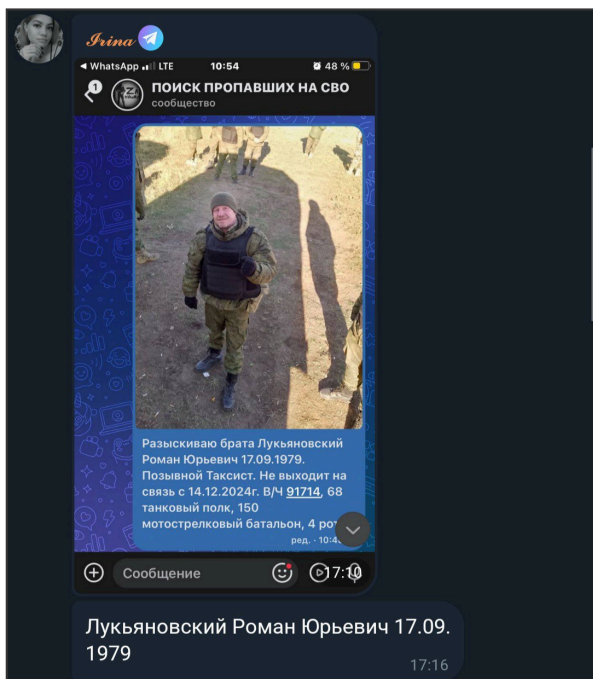 Irina
WhatsApp LTE 10:54 48 %
1
ПОИСК ПРОПАВШИХ НА СВО
сообщество
Разыскиваю брата Лукьяновский
Роман Юрьевич 17.09.1979.
Позывной Таксист. Не выходит на
связь с 14.12.2024г. В/Ч 91714, 68
танковый полк, 150
мотострелковый батальон, 4
ред.
Сообщение
17:10
Лукьяновский Роман Юрьевич 17.09.
1979
17:16